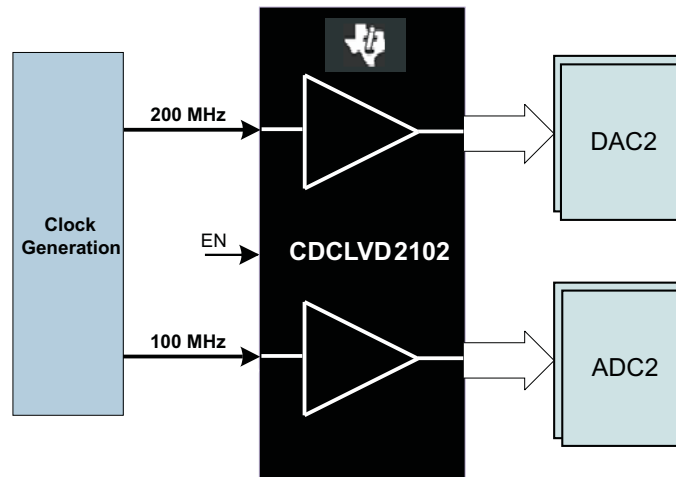 200 MHz
DAC2
Clock
Generation
EN
CDCLVD2102
100 MHz
ADC2